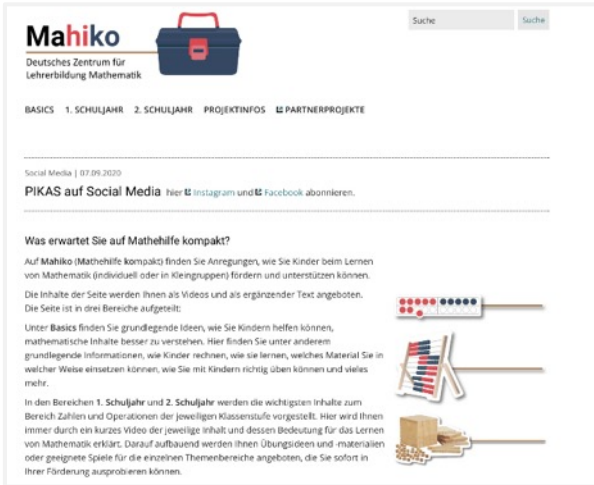 Suche Suche
Mahiko
Deutsches Zentrum für
Lehrerbildung Mathematik
BASICS 1. SCHULJAHR 2. SCHULJAHR PROJEKTINFOS PARTNERPROJEKTE
Social Media | 07.09.2020
PIKAS auf Social Media hier Instagram und Facebook abonnieren.
Was erwartet Sie auf Mathehilfe kompakt?
Auf Mahiko (Mathehilfe kompakt) finden Sie Anregungen, wie Sie Kinder beim Lernen
von Mathematik (individuell oder in Kleingruppen) fördern und unterstützen können.
Die Inhalte der Seite werden Ihnen als Videos und als ergänzender Text angeboten.
Die Seite ist in drei Bereiche aufgeteilt:
Unter Basics finden Sie grundlegende Ideen, wie Sie Kindern helfen können,
mathematische Inhalte besser zu verstehen. Hier finden Sie unter anderem
grundlegende Informationen, wie Kinder rechnen, wie sie lernen, welches Material Sie in
welcher Weise einsetzen können, wie Sie mit Kindern richtig üben können und vieles
mehr.
In den Bereichen 1. Schuljahr und 2. Schuljahr werden die wichtigsten Inhalte zum
Bereich Zahlen und Operationen der jeweiligen Klassenstufe vorgestellt. Hier wird Ihnen
immer durch ein kurzes Video der jeweilige Inhalt und dessen Bedeutung für das Lernen
von Mathematik erklärt. Darauf aufbauend werden Ihnen Übungsideen und -materialien
oder geeignete Spiele für die einzelnen Themenbereiche angeboten, die Sie sofort in
Ihrer Förderung ausprobieren können.